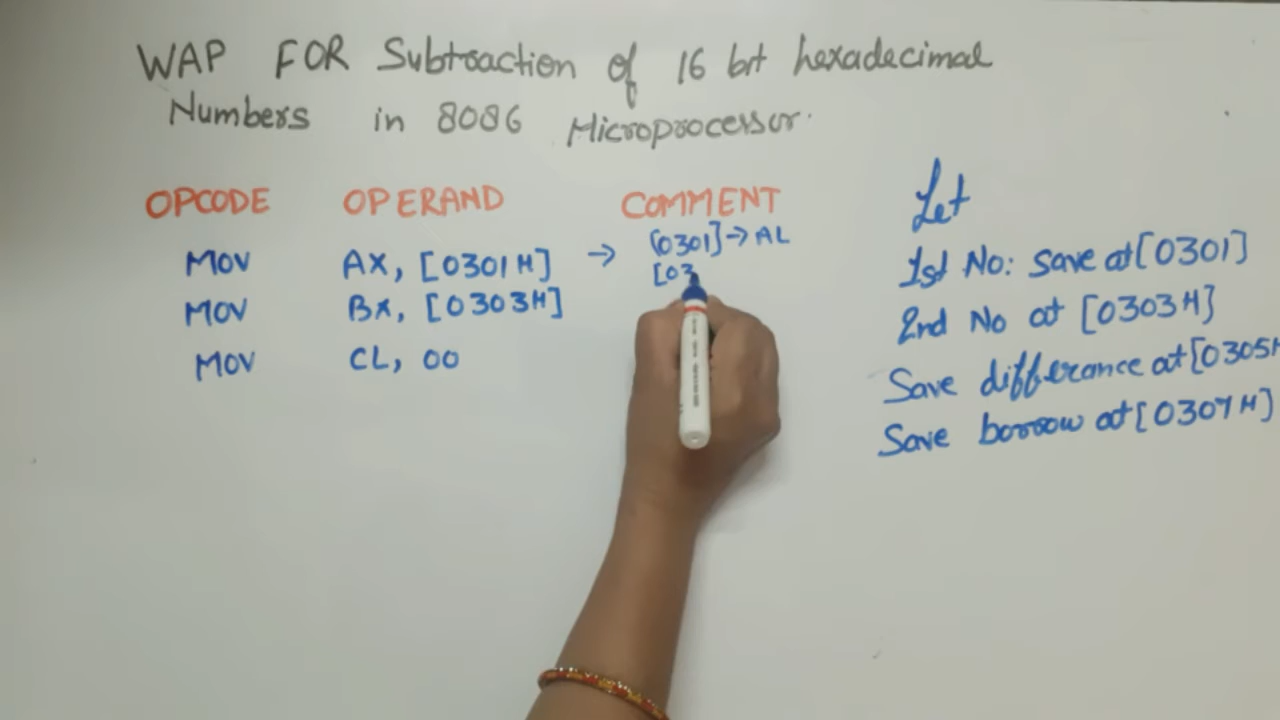 WAP FOR Subtraction of 16 bit hexadecimal
Numbers in 8086 Microprocessor.
OPCODE OPERAND COMMENT
MOV AX, [0301H] → [0301] → AL
[03
MOV BX, [0303H]
MOV CL, 00
Let
1st No: save at [0301]
2nd No at [0303H]
Save differance at [0305H
Save borrow at [0307H]